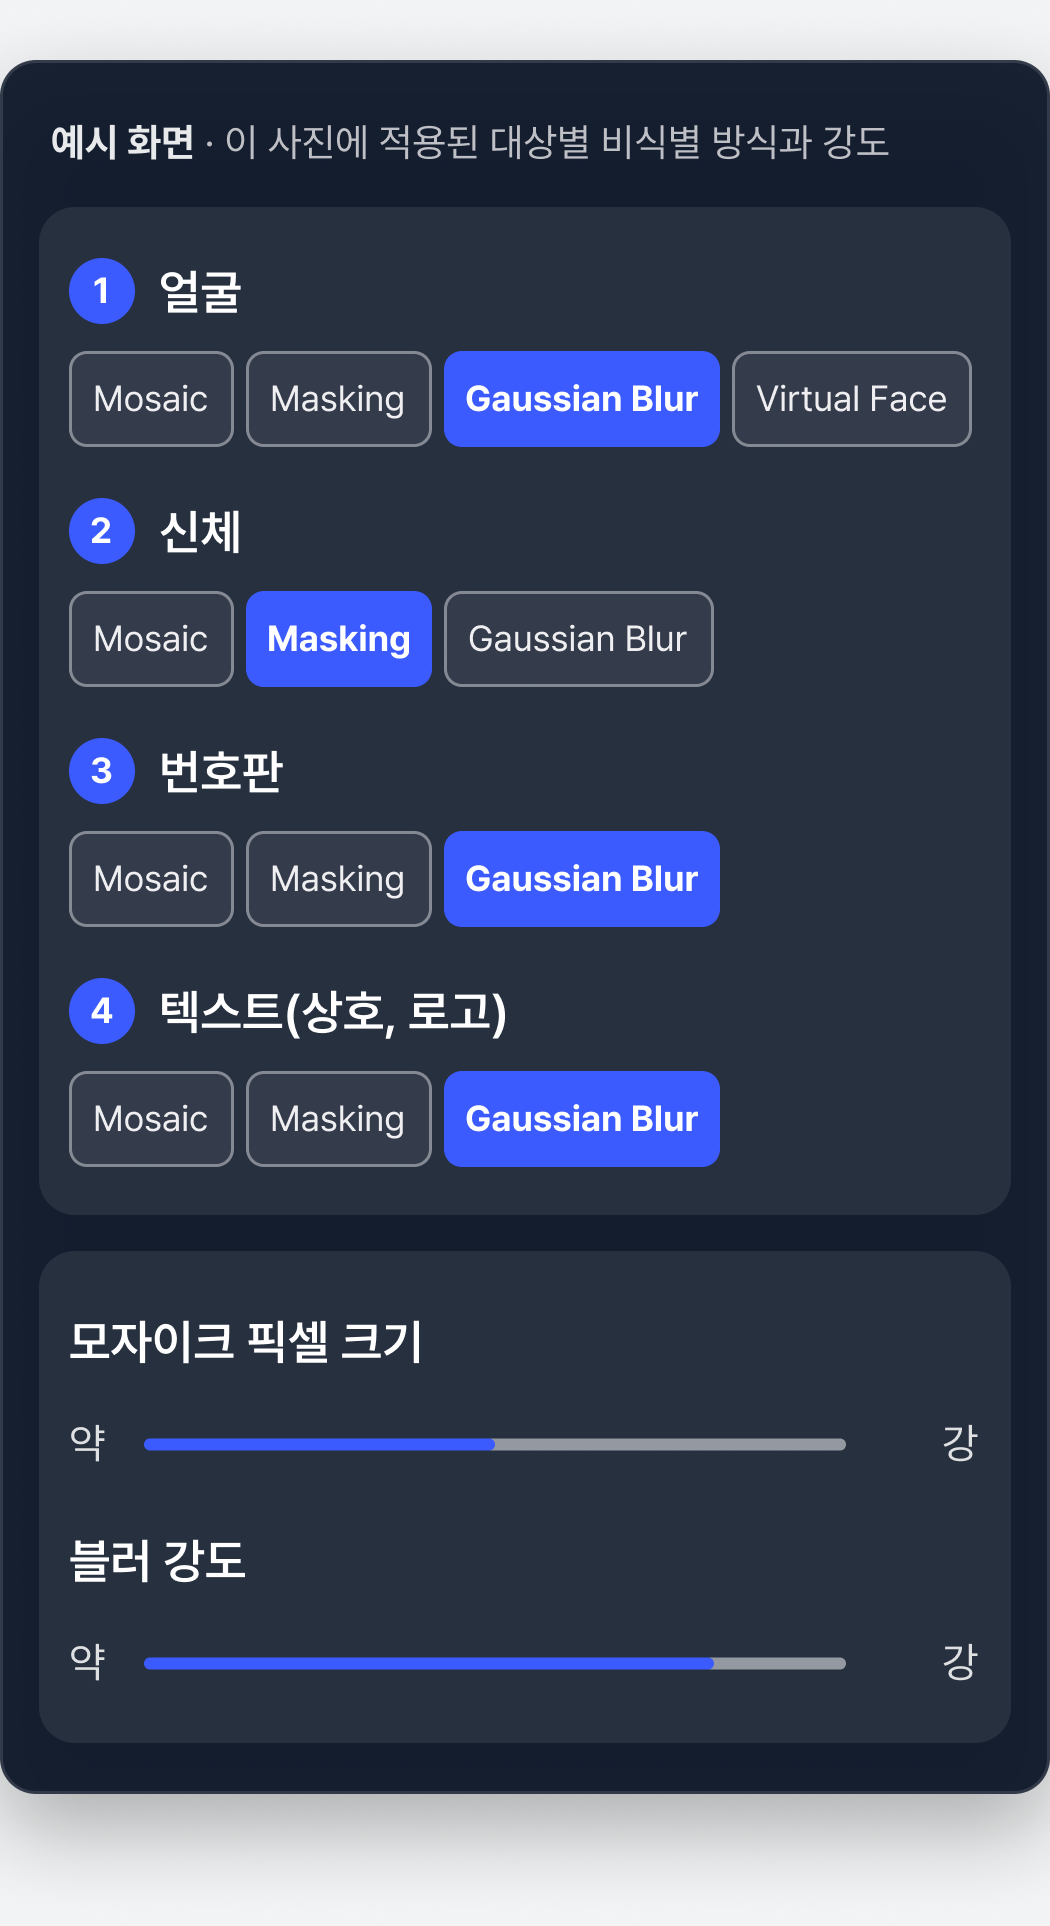 예시 화면 · 이 사진에 적용된 대상별 비식별 방식과 강도
1 얼굴
Mosaic Masking Gaussian Blur Virtual Face
2 신체
Mosaic Masking Gaussian Blur
3 번호판
Mosaic Masking Gaussian Blur
4 텍스트(상호, 로고)
Mosaic Masking Gaussian Blur
모자이크 픽셀 크기
약 강
블러 강도
약 강